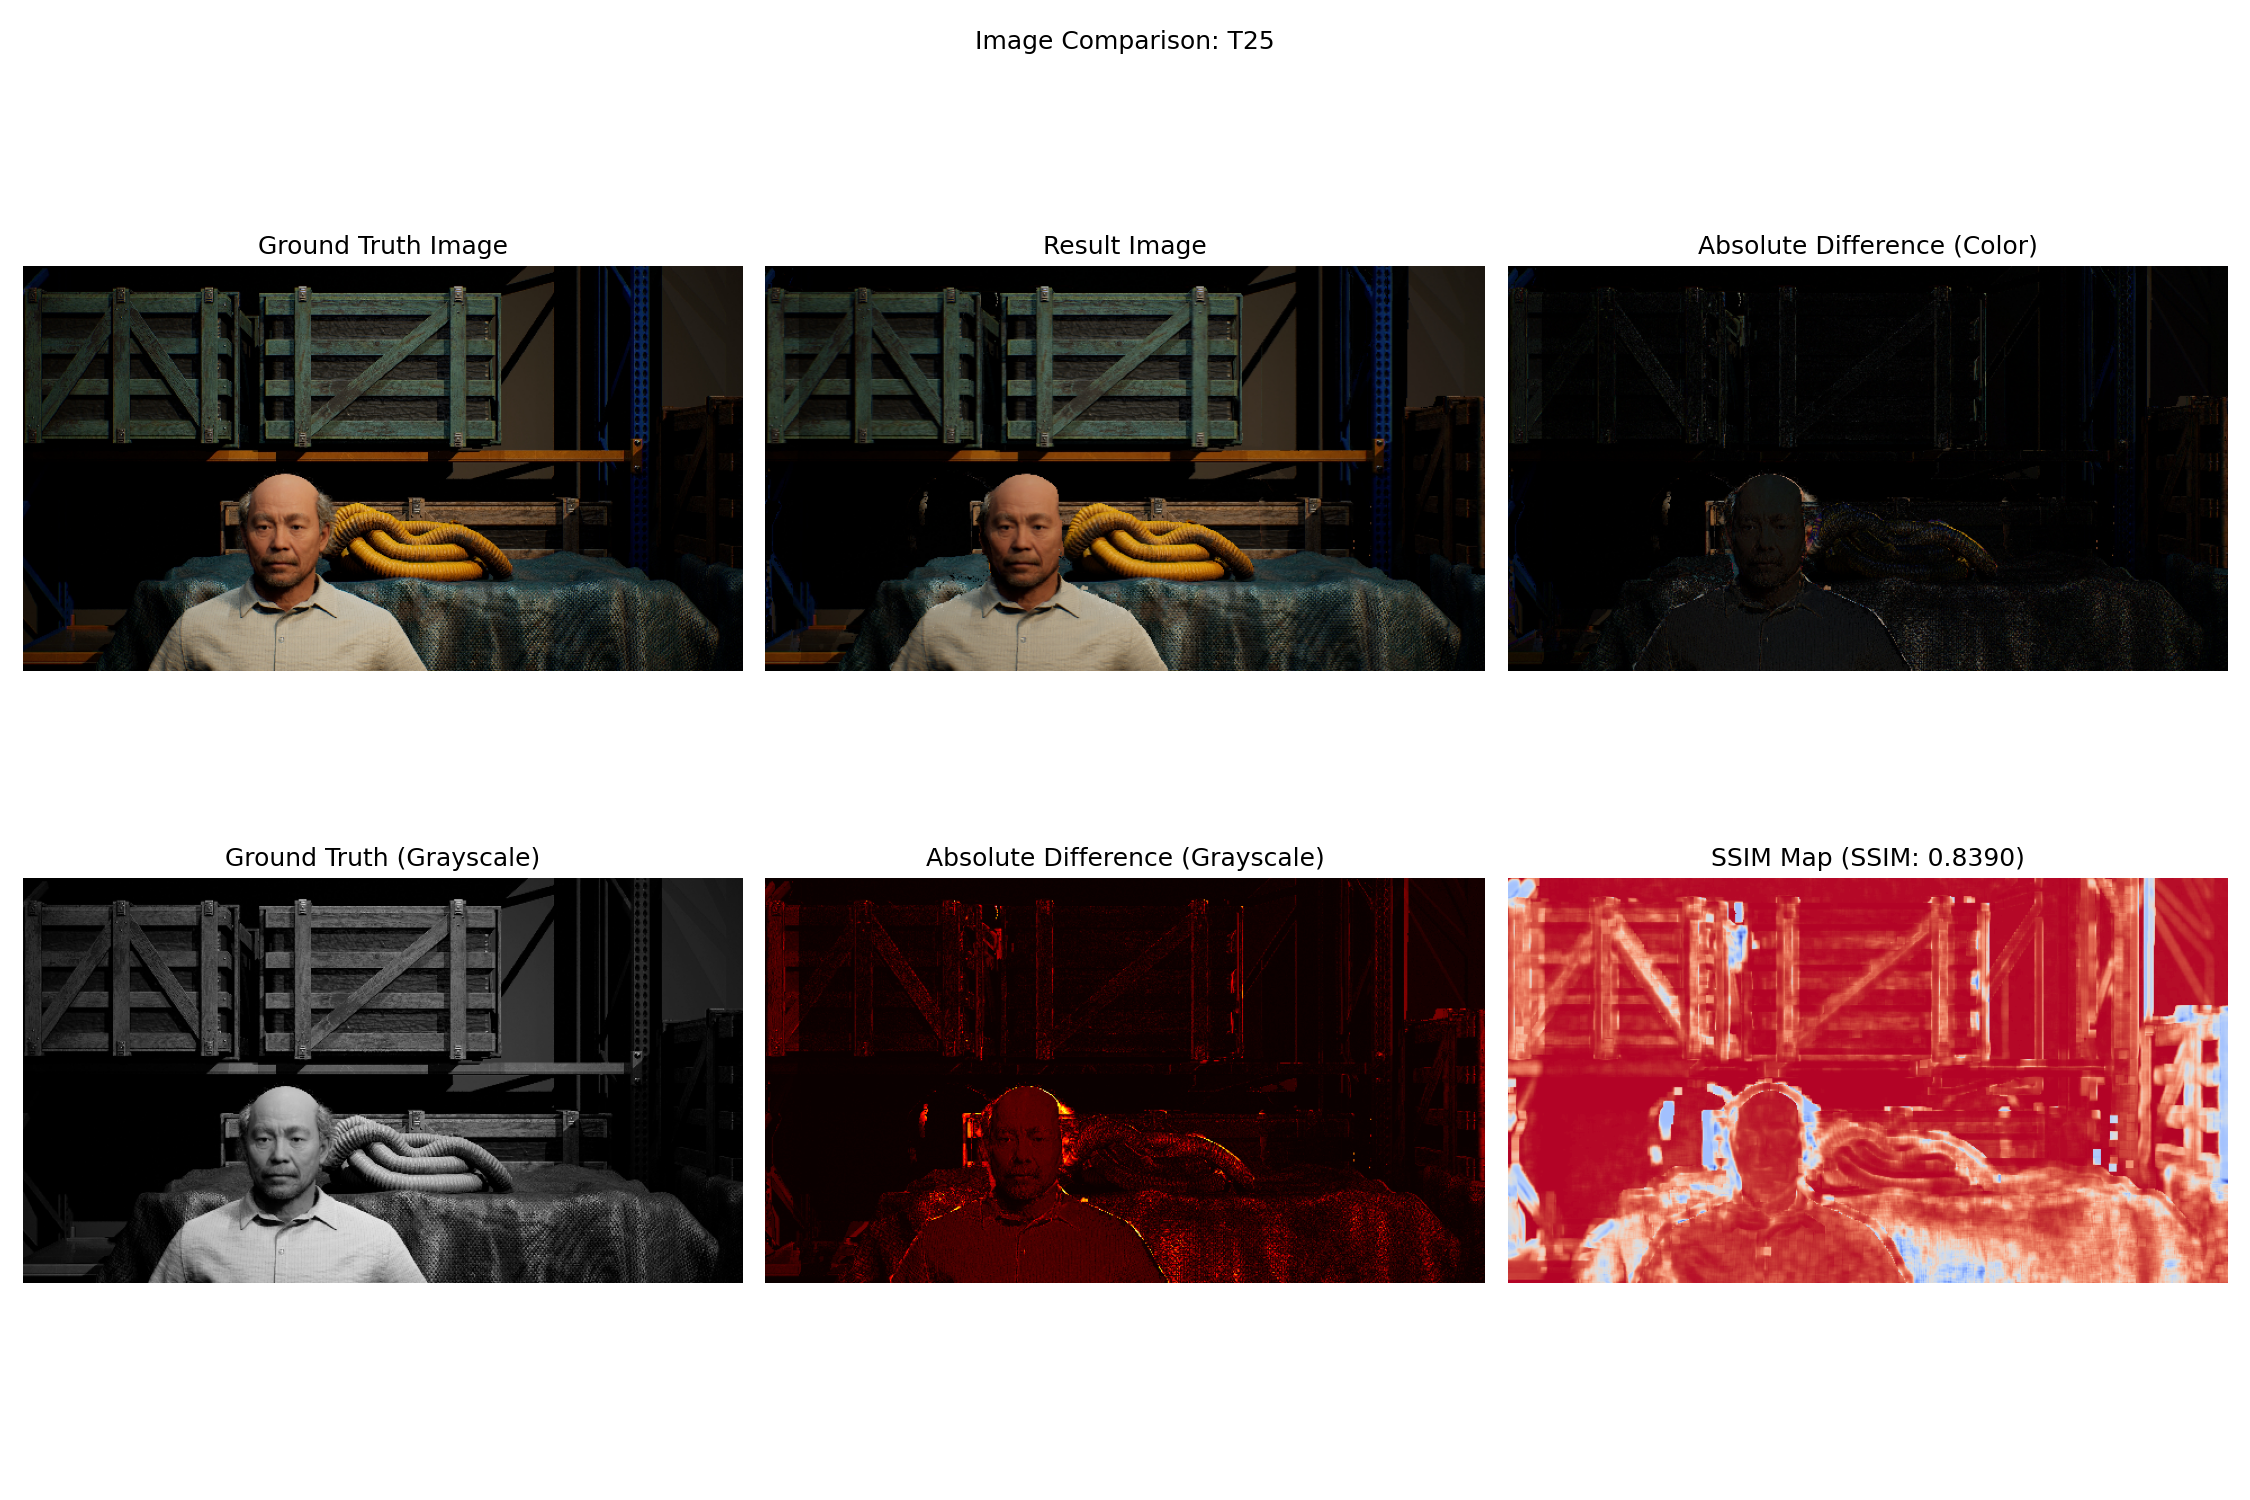 Image Comparison: T25
Ground Truth Image
Result Image
Absolute Difference (Color)
Ground Truth (Grayscale)
Absolute Difference (Grayscale)
SSIM Map (SSIM: 0.8390)